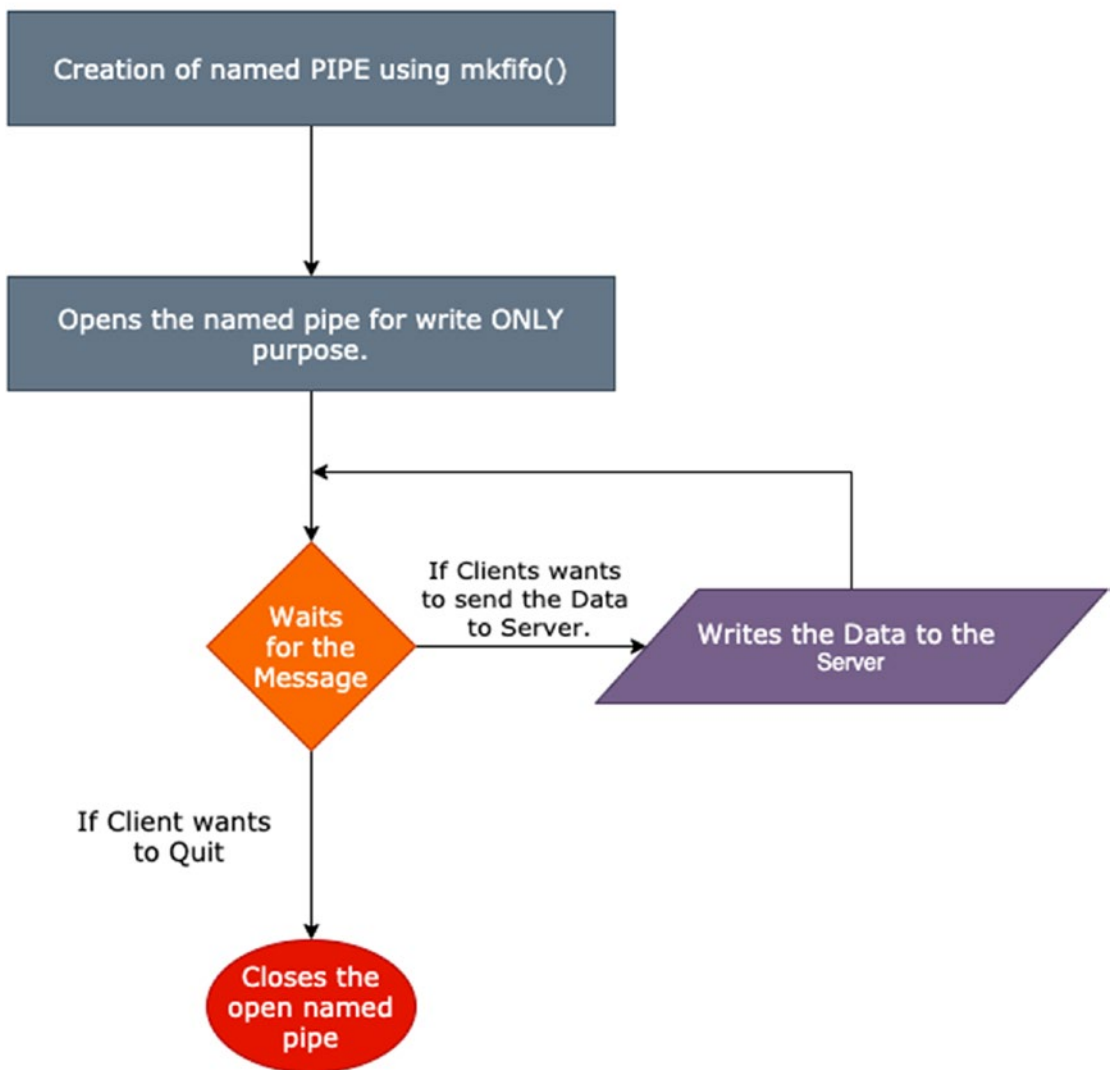 Creation of named PIPE using mkfifo()
Opens the named pipe for write ONLY
purpose.
If Clients wants
to send the Data
to Server.
Waits
for the
Message
Writes the Data to the
Server
If Client wants
to Quit
Closes the
open named
pipe